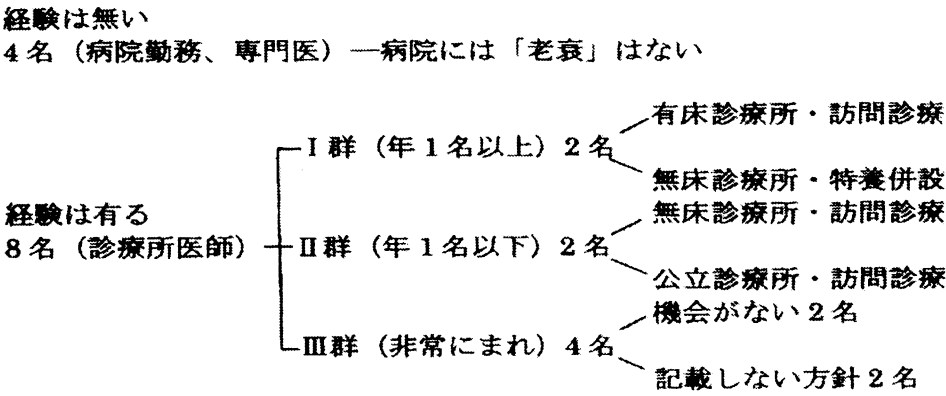 経験は無い
4名（病院勤務、専門医）―病院には「老衰」はない
有床診療所・訪問診療
Ⅰ群（年1名以上）2名
無床診療所・特養併設
経験は有る
無床診療所・訪問診療
8名（診療所医師）
Ⅱ群（年1名以下）2名
公立診療所・訪問診療
機会がない2名
Ⅲ群（非常にまれ）4名
記載しない方針2名